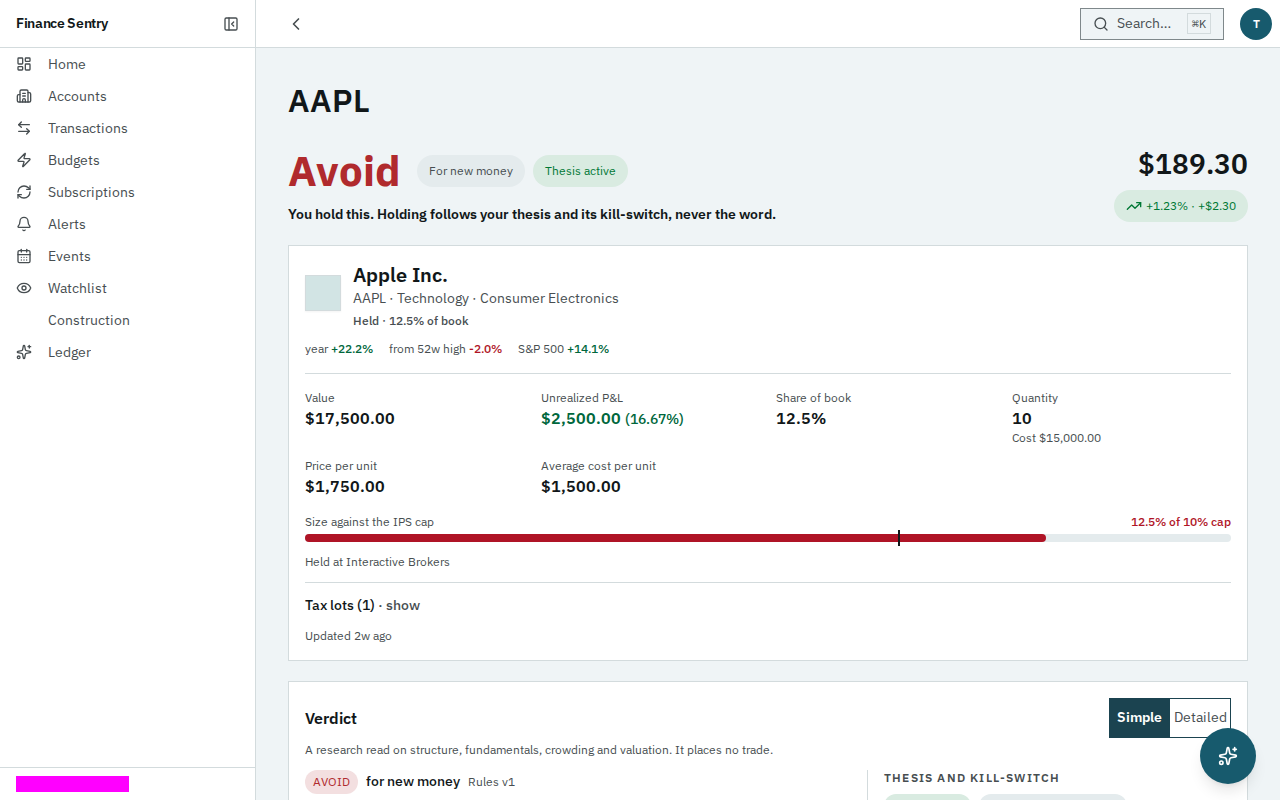 Finance Sentry
Search... ⌘K
T
Home
Accounts
Transactions
Budgets
Subscriptions
Alerts
Events
Watchlist
Construction
Ledger
AAPL
Avoid For new money Thesis active
$189.30
You hold this. Holding follows your thesis and its kill-switch, never the word.
+1.23% · +$2.30
Apple Inc.
AAPL · Technology · Consumer Electronics
Held · 12.5% of book
year +22.2% from 52w high -2.0% S&P 500 +14.1%
Value Unrealized P&L Share of book Quantity
$17,500.00 $2,500.00 (16.67%) 12.5% 10
Cost $15,000.00
Price per unit Average cost per unit
$1,750.00 $1,500.00
Size against the IPS cap 12.5% of 10% cap
Held at Interactive Brokers
Tax lots (1) · show
Updated 2w ago
Verdict Simple Detailed
A research read on structure, fundamentals, crowding and valuation. It places no trade.
AVOID for new money Rules v1 THESIS AND KILL-SWITCH